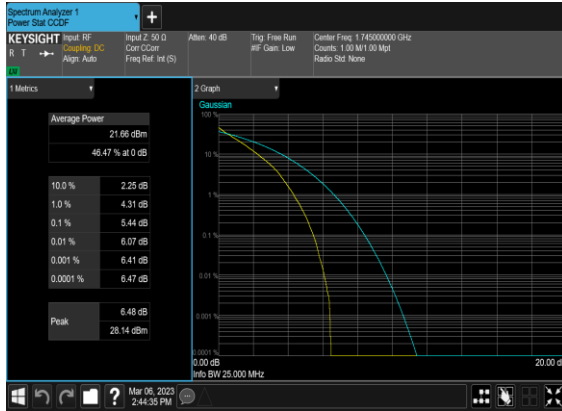 Spectrum Analyzer 1
Power Stat CCDF
+
KEYSIGHT
R T
LU
Input: RF
Coupling: DC
Align: Auto
Input Z: 50 Ω
Corr CCorr
Freq Ref: Int (S)
Atten: 40 dB
Trig: Free Run
#IF Gain: Low
Center Freq: 1.745000000 GHz
Counts: 1.00 M/1.00 Mpt
Radio Std: None
1 Metrics
Average Power
21.66 dBm
46.47 % at 0 dB
10.0 % 2.25 dB
1.0 % 4.31 dB
0.1 % 5.44 dB
0.01 % 6.07 dB
0.001 % 6.41 dB
0.0001 % 6.47 dB
Peak
6.48 dB
28.14 dBm
2 Graph
Gaussian
100 %
10 %
1 %
0.1 %
0.01 %
0.001 %
0.0001 %
0.00 dB
20.00 d
Info BW 25.000 MHz
?
Mar 06, 2023
2:44:35 PM